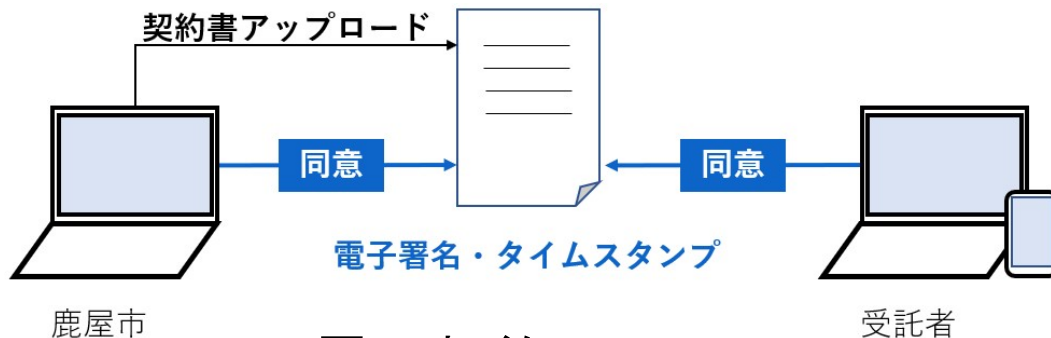 契約書アップロード
同意
同意
電子署名・タイムスタンプ
鹿屋市
受託者